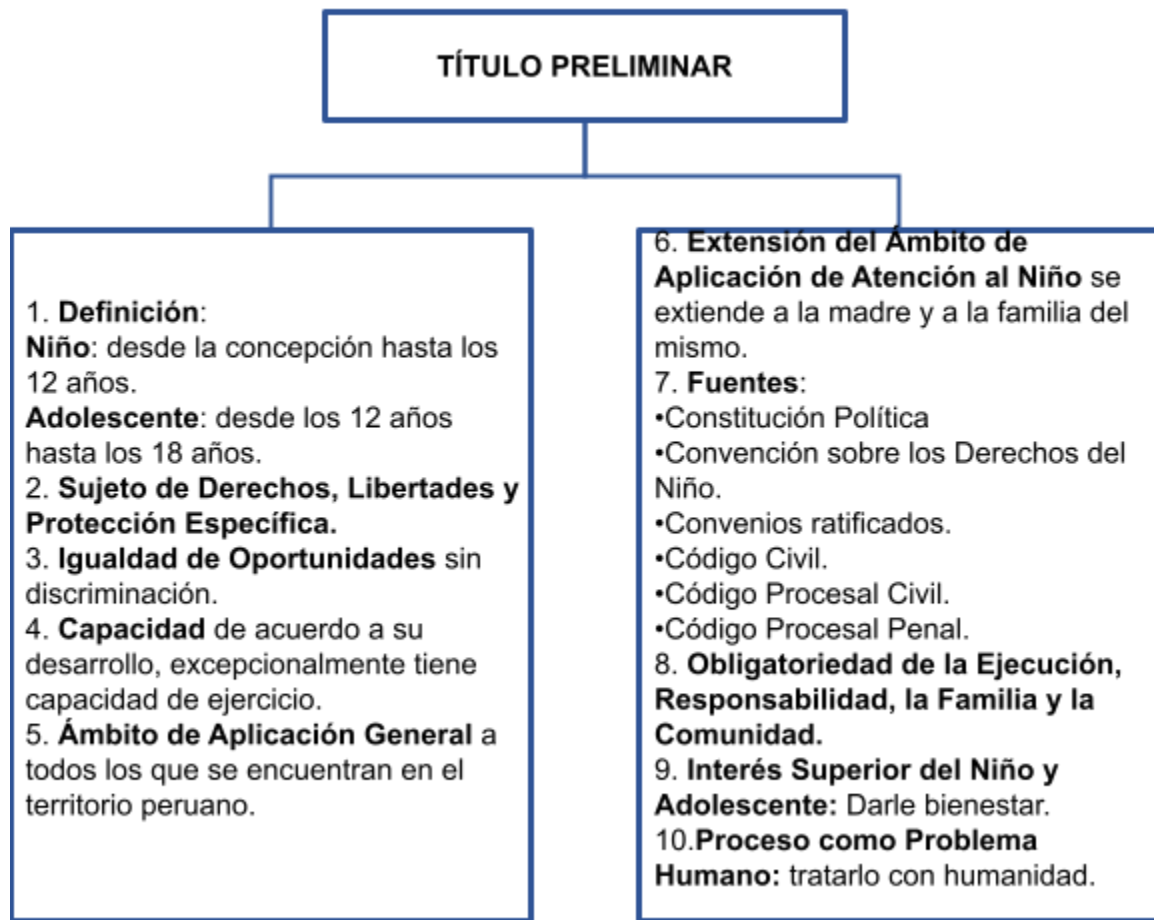 TÍTULO PRELIMINAR
1. Definición:
Niño: desde la concepción hasta los
12 años.
Adolescente: desde los 12 años
hasta los 18 años.
2. Sujeto de Derechos, Libertades y
Protección Específica.
3. Igualdad de Oportunidades sin
discriminación.
4. Capacidad de acuerdo a su
desarrollo, excepcionalmente tiene
capacidad de ejercicio.
5. Ámbito de Aplicación General a
todos los que se encuentran en el
territorio peruano.
6. Extensión del Ámbito de
Aplicación de Atención al Niño se
extiende a la madre y a la familia del
mismo.
7. Fuentes:
•Constitución Política
•Convención sobre los Derechos del
Niño.
•Convenios ratificados.
•Código Civil.
•Código Procesal Civil.
•Código Procesal Penal.
8. Obligatoriedad de la Ejecución,
Responsabilidad, la Familia y la
Comunidad.
9. Interés Superior del Niño y
Adolescente: Darle bienestar.
10.Proceso como Problema
Humano: tratarlo con humanidad.